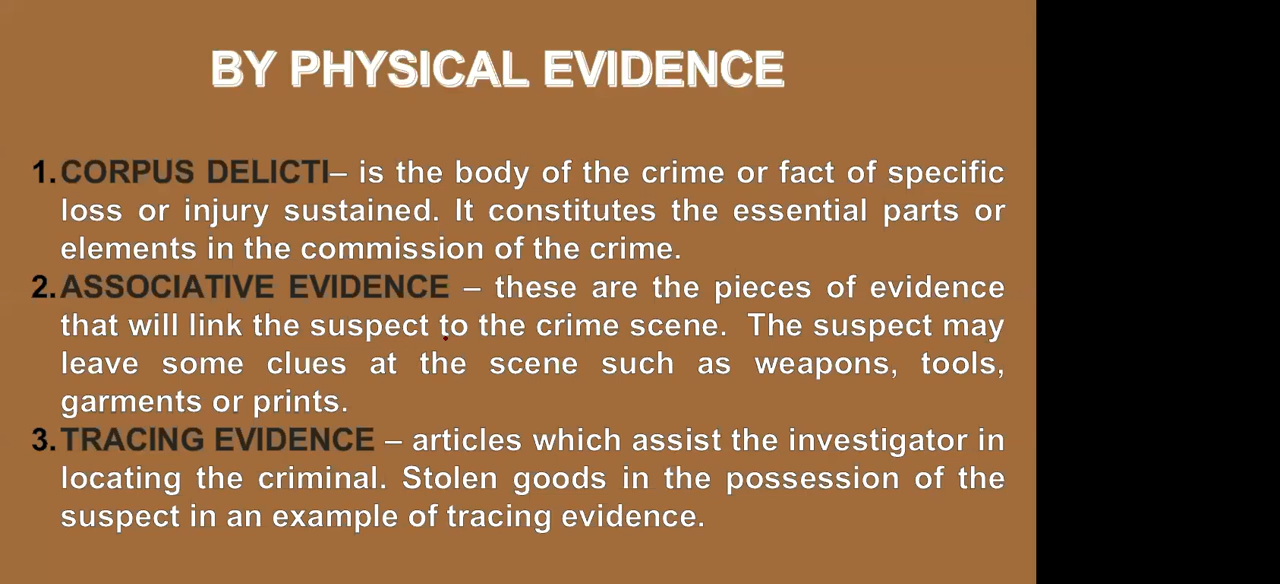 BY PHYSICAL EVIDENCE
1. CORPUS DELICTI– is the body of the crime or fact of specific
loss or injury sustained. It constitutes the essential parts or
elements in the commission of the crime.
2. ASSOCIATIVE EVIDENCE – these are the pieces of evidence
that will link the suspect to the crime scene.  The suspect may
leave some clues at the scene such as weapons, tools,
garments or prints.
3. TRACING EVIDENCE – articles which assist the investigator in
locating the criminal. Stolen goods in the possession of the
suspect in an example of tracing evidence.